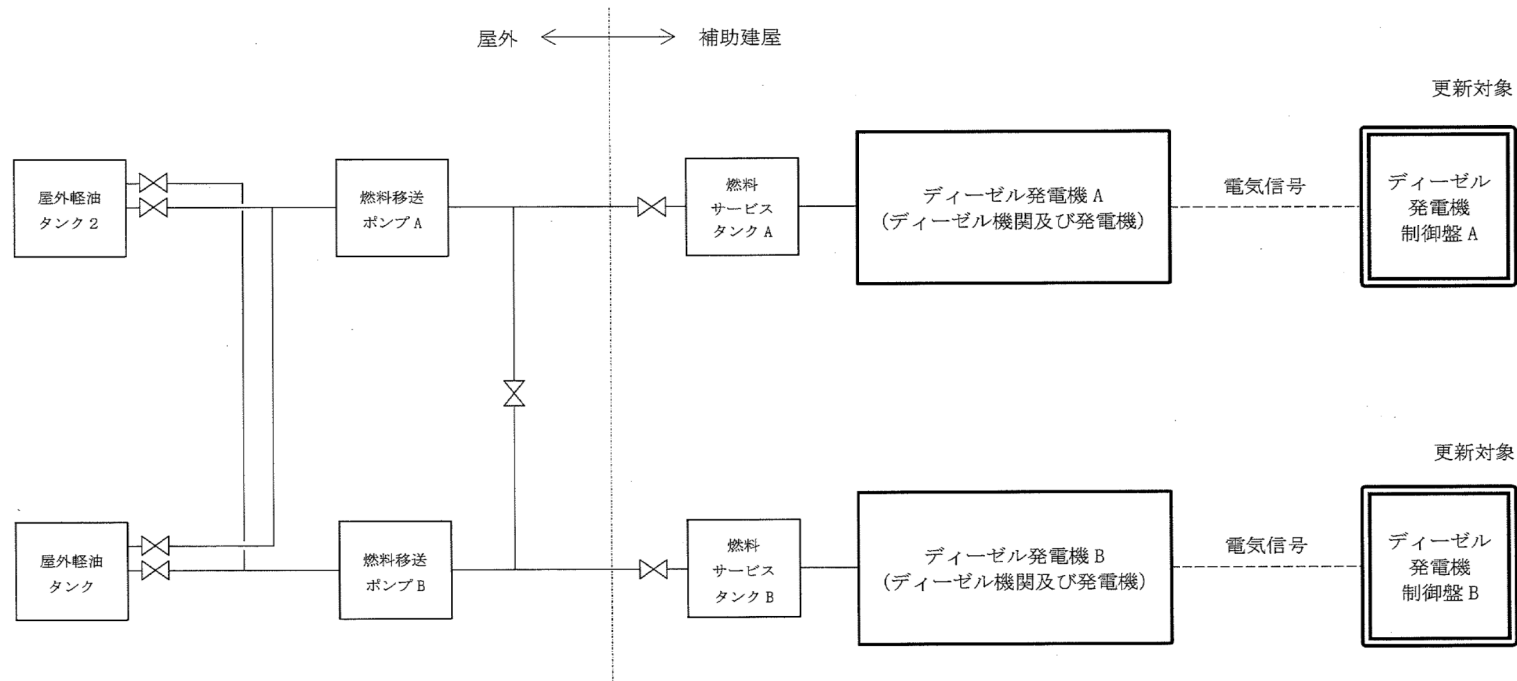 屋外
補助建屋
更新対象
屋外軽油
タンク2
燃料移送
ポンプA
燃料
サービス
タンクA
ディーゼル発電機A
(ディーゼル機関及び発電機)
電気信号
ディーゼル
発電機
制御盤A
更新対象
屋外軽油
タンク
燃料移送
ポンプB
燃料
サービス
タンクB
ディーゼル発電機B
(ディーゼル機関及び発電機)
電気信号
ディーゼル
発電機
制御盤B